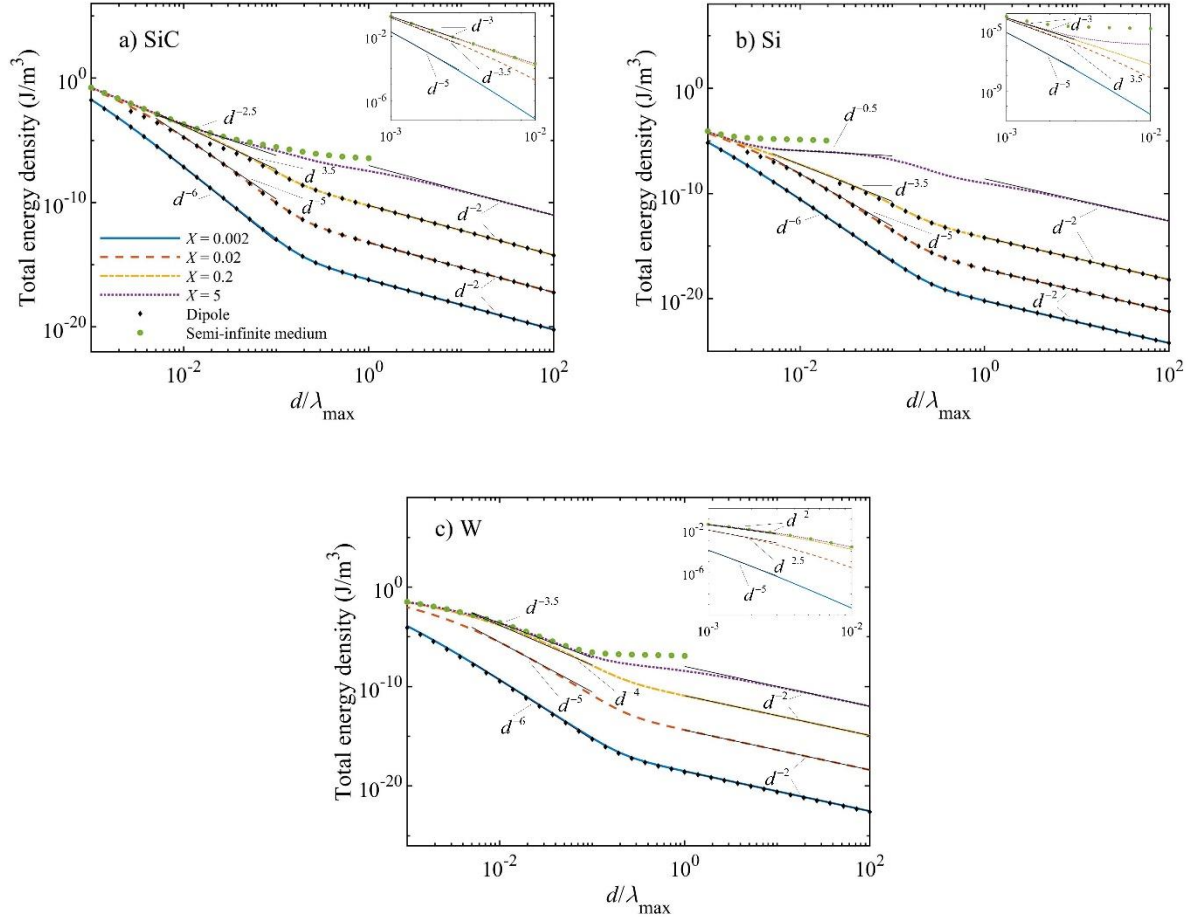 a) SiC
Total energy density (J/m³)
10⁰
10⁻¹⁰
10⁻²⁰
10⁻²
10⁰
10²
d/λmax
d⁻²·⁵
d³·⁵
d⁻⁵
d⁻⁶
d⁻²
d⁻²
X = 0.002
X = 0.02
X = 0.2
X = 5
Dipole
Semi-infinite medium
10⁻²
10⁻⁶
10⁻³
10⁻²
d⁻³
d⁻³·⁵
d⁻⁵
b) Si
Total energy density (J/m³)
10⁰
10⁻¹⁰
10⁻²⁰
10⁻²
10⁰
10²
d/λmax
d⁻⁰·⁵
d⁻³·⁵
d⁻⁵
d⁻⁶
d⁻²
d⁻²
10⁻⁵
10⁻⁹
10⁻³
10⁻²
d⁻³
d³·⁵
d⁻⁵
c) W
Total energy density (J/m³)
10⁰
10⁻¹⁰
10⁻²⁰
10⁻²
10⁰
10²
d/λmax
d⁻³·⁵
d⁴
d⁻⁵
d⁻⁶
d⁻²
d⁻²
10⁻²
10⁻⁶
10⁻³
10⁻²
d²
d²·⁵
d⁻⁵